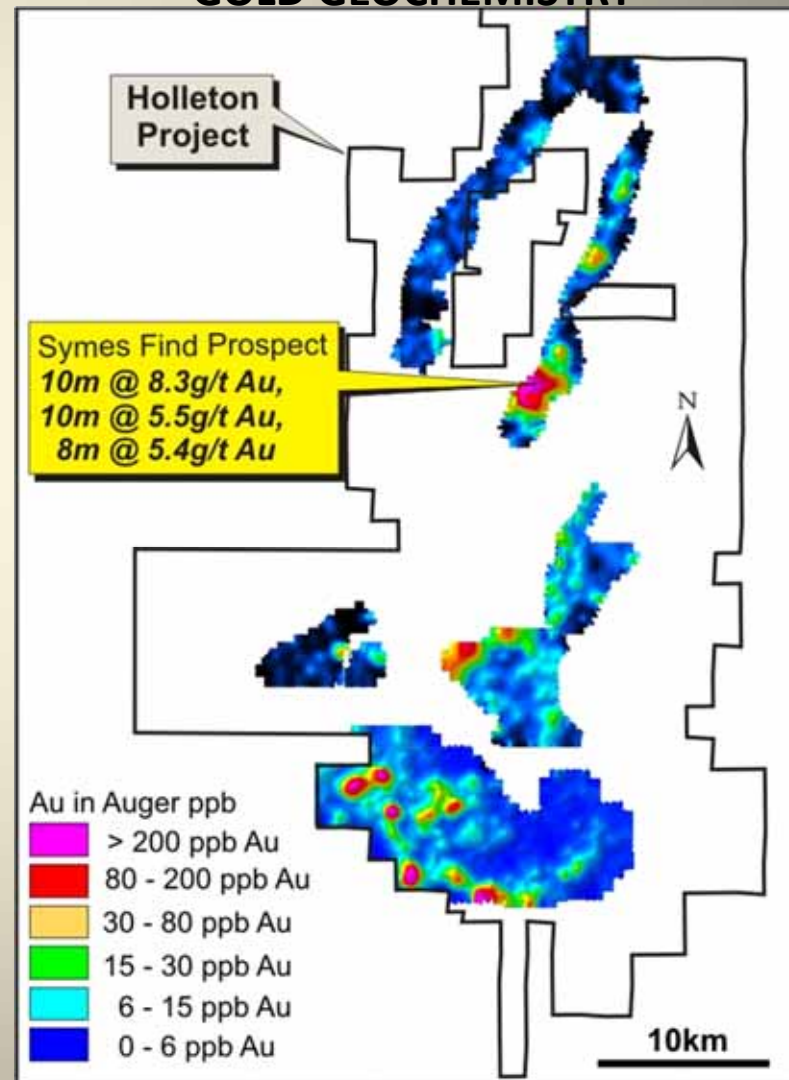 GOLD GEOCHEMISTRY
Holleton
Project
Symes Find Prospect
10m @ 8.3g/t Au,
10m @ 5.5g/t Au,
8m @ 5.4g/t Au
N
Au in Auger ppb
> 200 ppb Au
80 - 200 ppb Au
30 - 80 ppb Au
15 - 30 ppb Au
6 - 15 ppb Au
0 - 6 ppb Au
10km